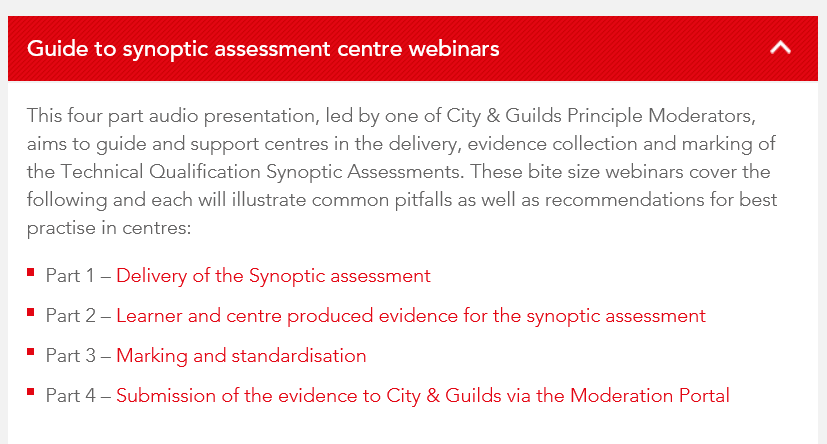 Guide to synoptic assessment centre webinars
This four part audio presentation, led by one of City & Guilds Principle Moderators,
aims to guide and support centres in the delivery, evidence collection and marking of
the Technical Qualification Synoptic Assessments. These bite size webinars cover the
following and each will illustrate common pitfalls as well as recommendations for best
practise in centres:
Part 1 – Delivery of the Synoptic assessment
Part 2 – Learner and centre produced evidence for the synoptic assessment
Part 3 – Marking and standardisation
Part 4 – Submission of the evidence to City & Guilds via the Moderation Portal